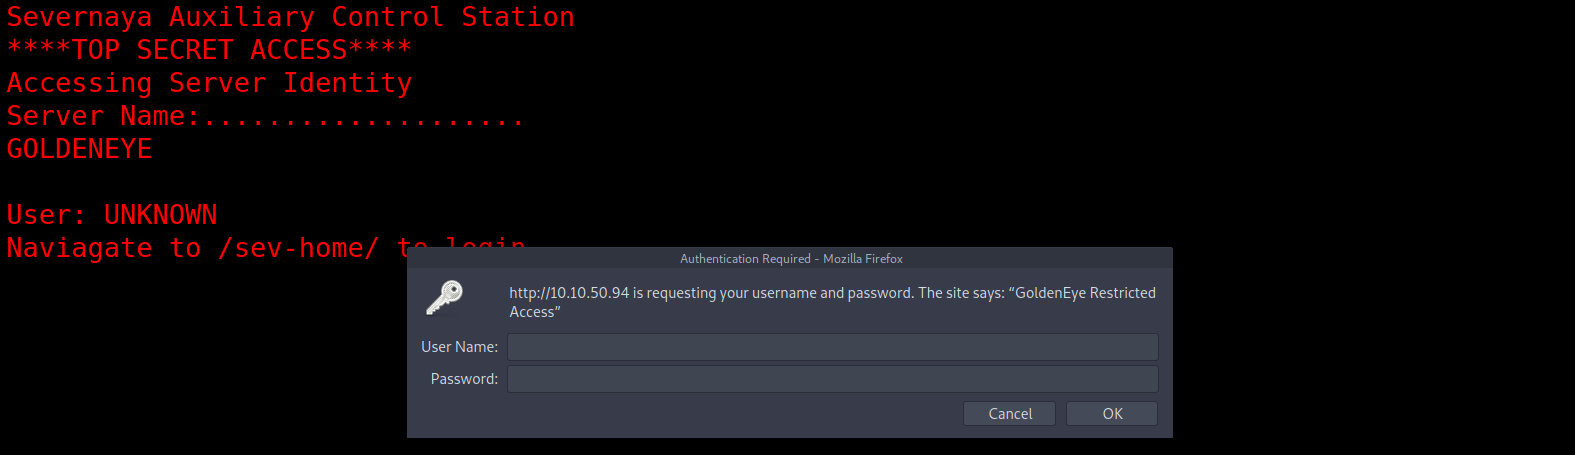 Severnaya Auxiliary Control Station
****TOP SECRET ACCESS****
Accessing Server Identity
Server Name:....................
GOLDENEYE
User: UNKNOWN
Naviagate to /sev-home/ to login
Authentication Required - Mozilla Firefox
http://10.10.50.94 is requesting your username and password. The site says: “GoldenEye Restricted
Access”
User Name:
Password:
Cancel
OK